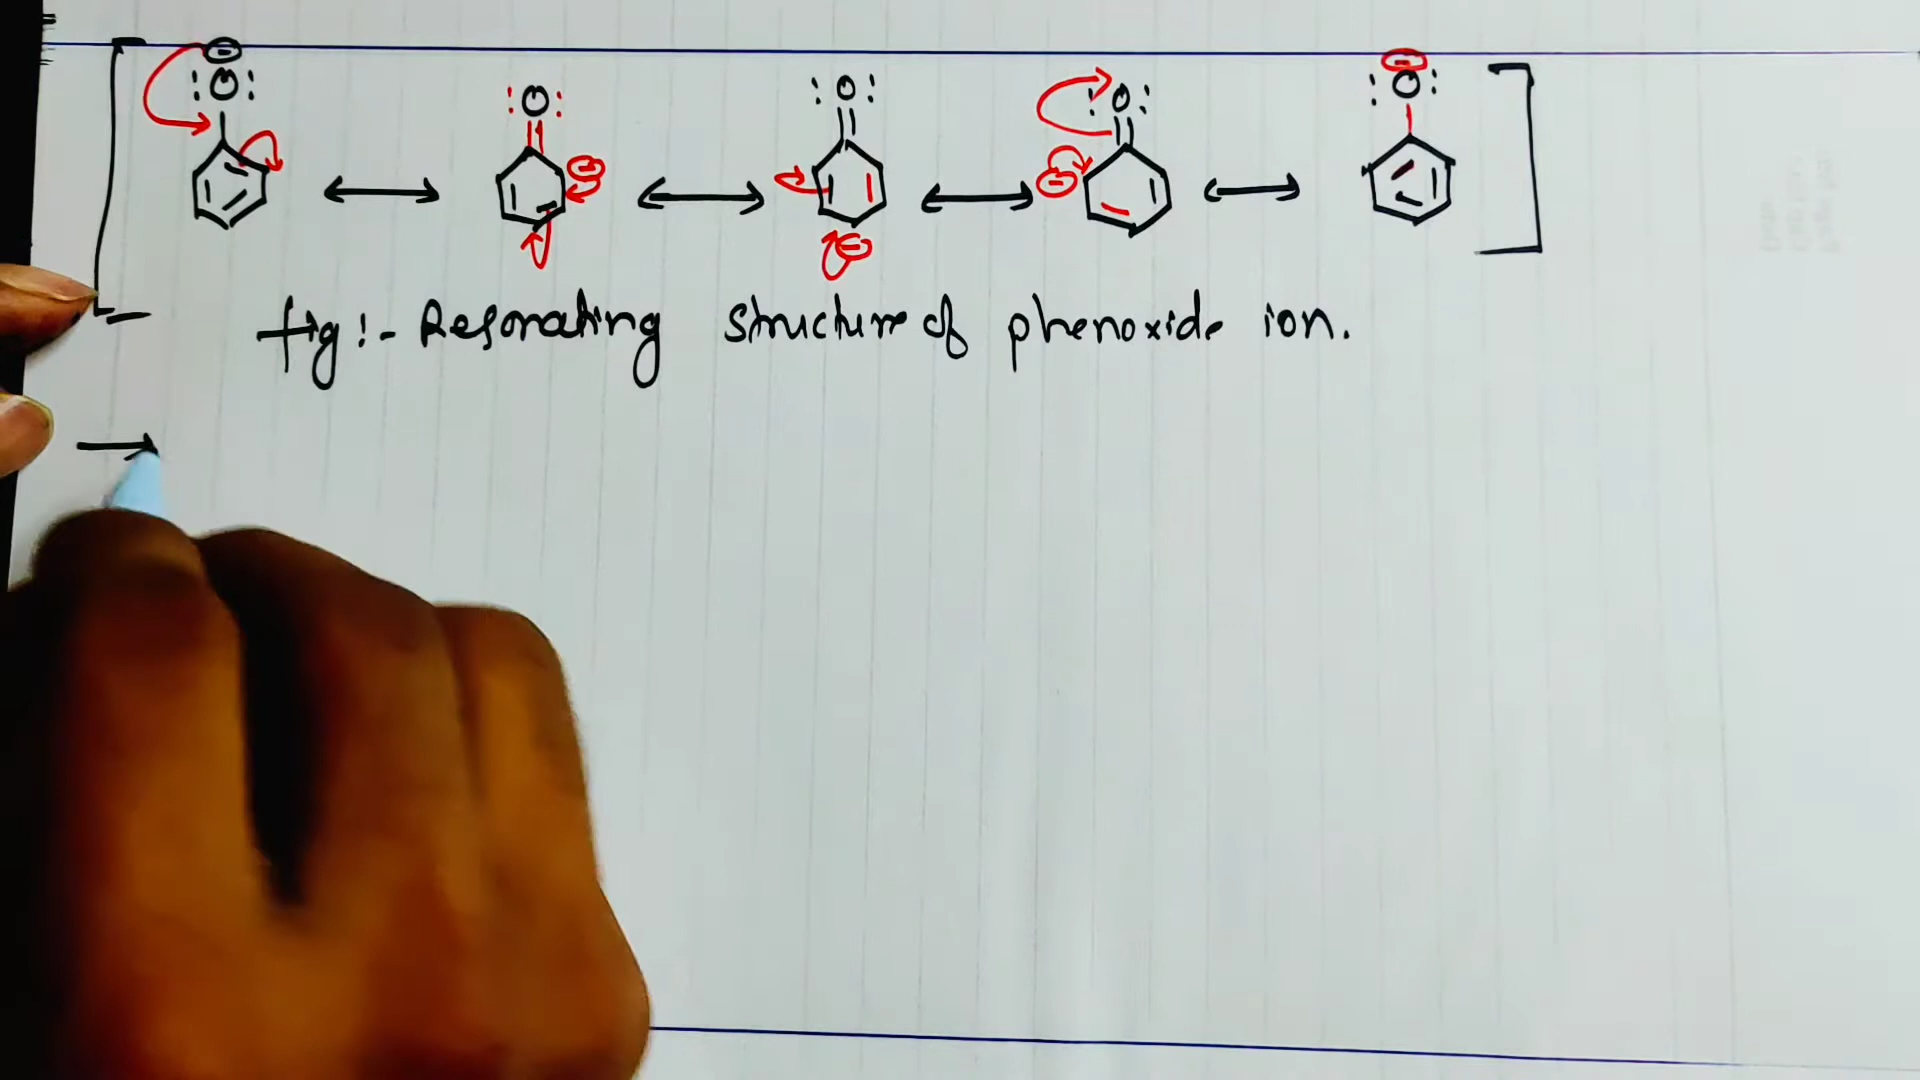 :O: :O: :O: :O: :O:
fig:- Resonating structure of phenoxide ion.